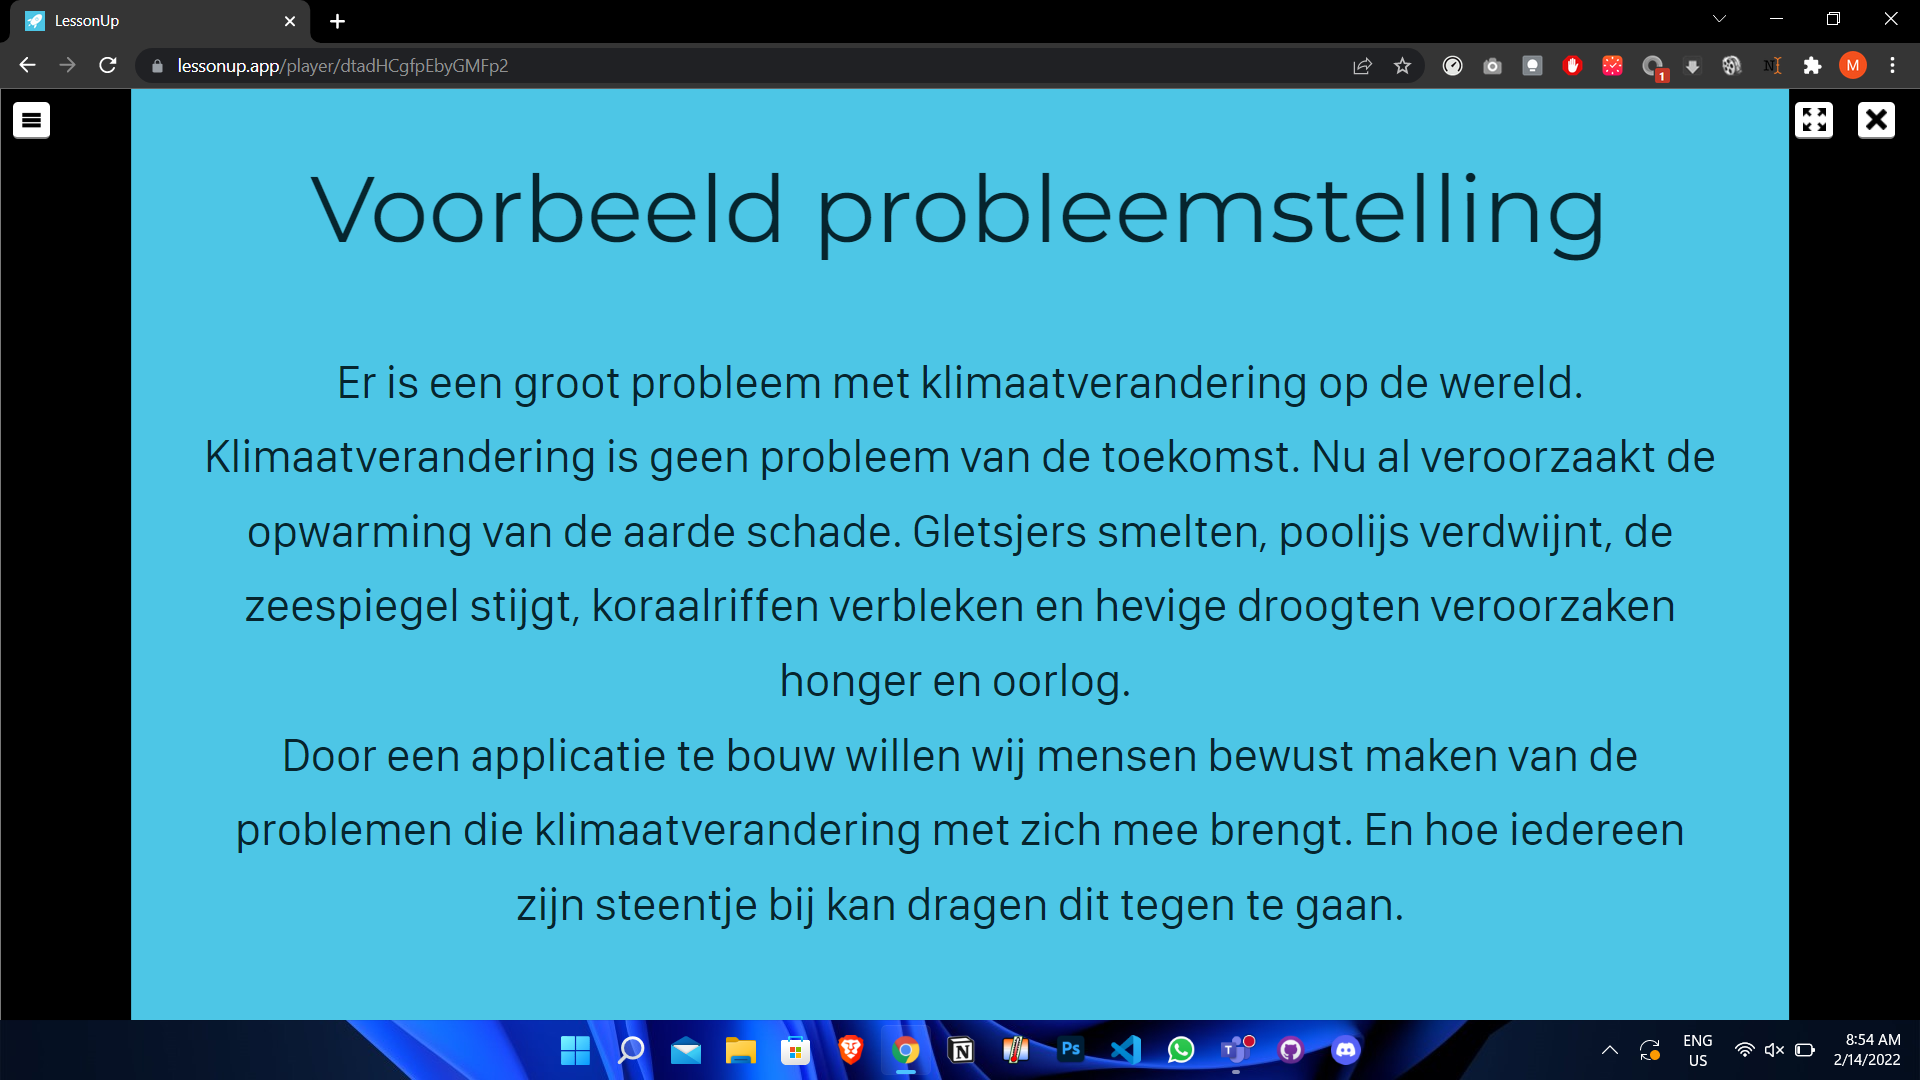 LessonUp
lessonup.app/player/dtadHCgfpEbyGMFp2
1
M
Voorbeeld probleemstelling
Er is een groot probleem met klimaatverandering op de wereld.
Klimaatverandering is geen probleem van de toekomst. Nu al veroorzaakt de
opwarming van de aarde schade. Gletsjers smelten, poolijs verdwijnt, de
zeespiegel stijgt, koraalriffen verbleken en hevige droogten veroorzaken
honger en oorlog.
Door een applicatie te bouw willen wij mensen bewust maken van de
problemen die klimaatverandering met zich mee brengt. En hoe iedereen
zijn steentje bij kan dragen dit tegen te gaan.
Ps
ENG
US
8:54 AM
2/14/2022